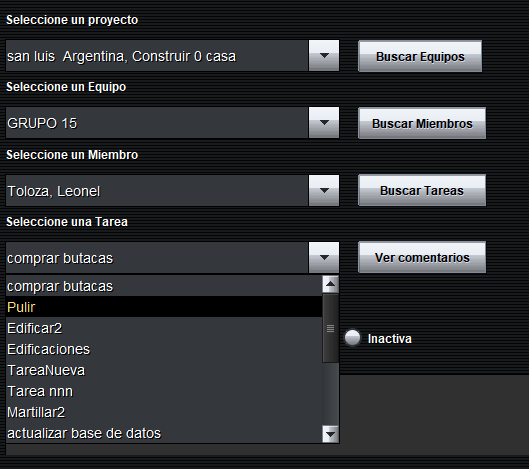 Seleccione un proyecto
san luis  Argentina, Construir 0 casa
Buscar Equipos
Seleccione un Equipo
GRUPO 15
Buscar Miembros
Seleccione un Miembro
Toloza, Leonel
Buscar Tareas
Seleccione una Tarea
comprar butacas
Ver comentarios
comprar butacas
Pulir
Edificar2
Edificaciones
Inactiva
TareaNueva
Tarea nnn
Martillar2
actualizar base de datos